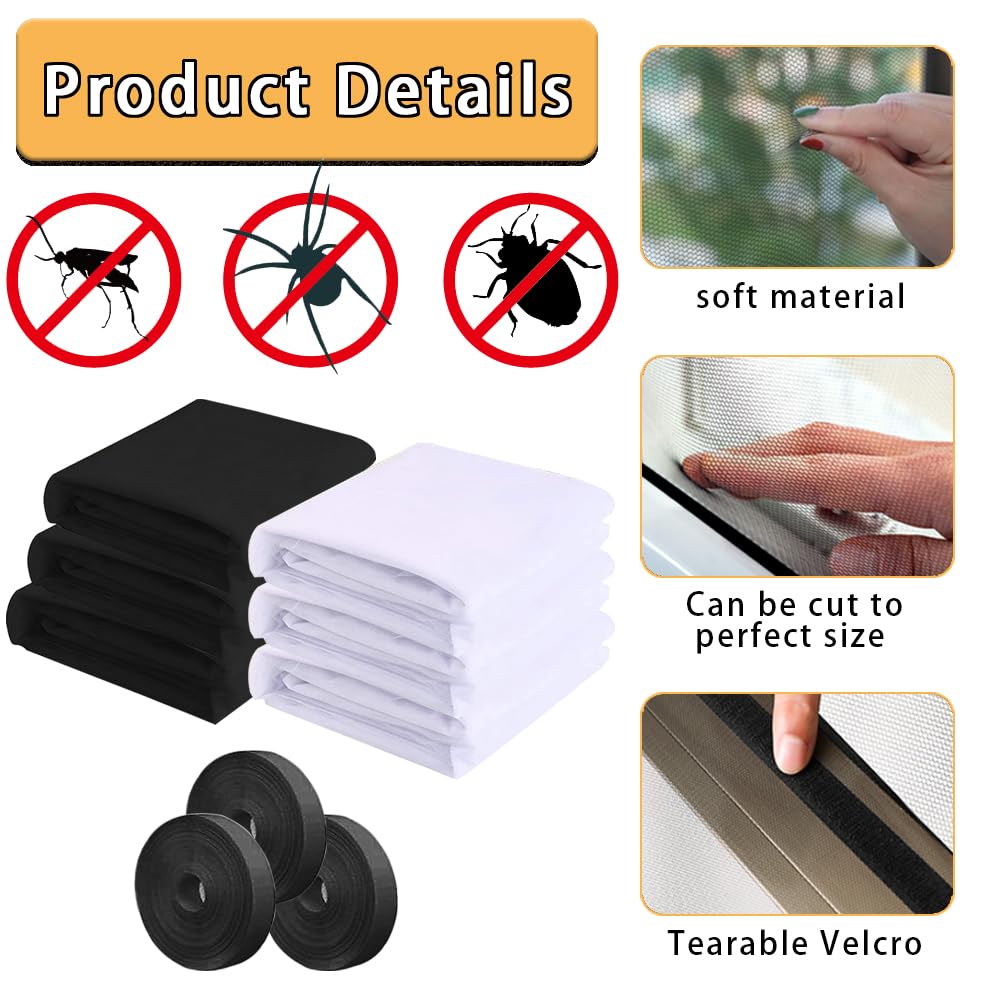 Product Details
soft material
Can be cut to
perfect size
Tearable Velcro